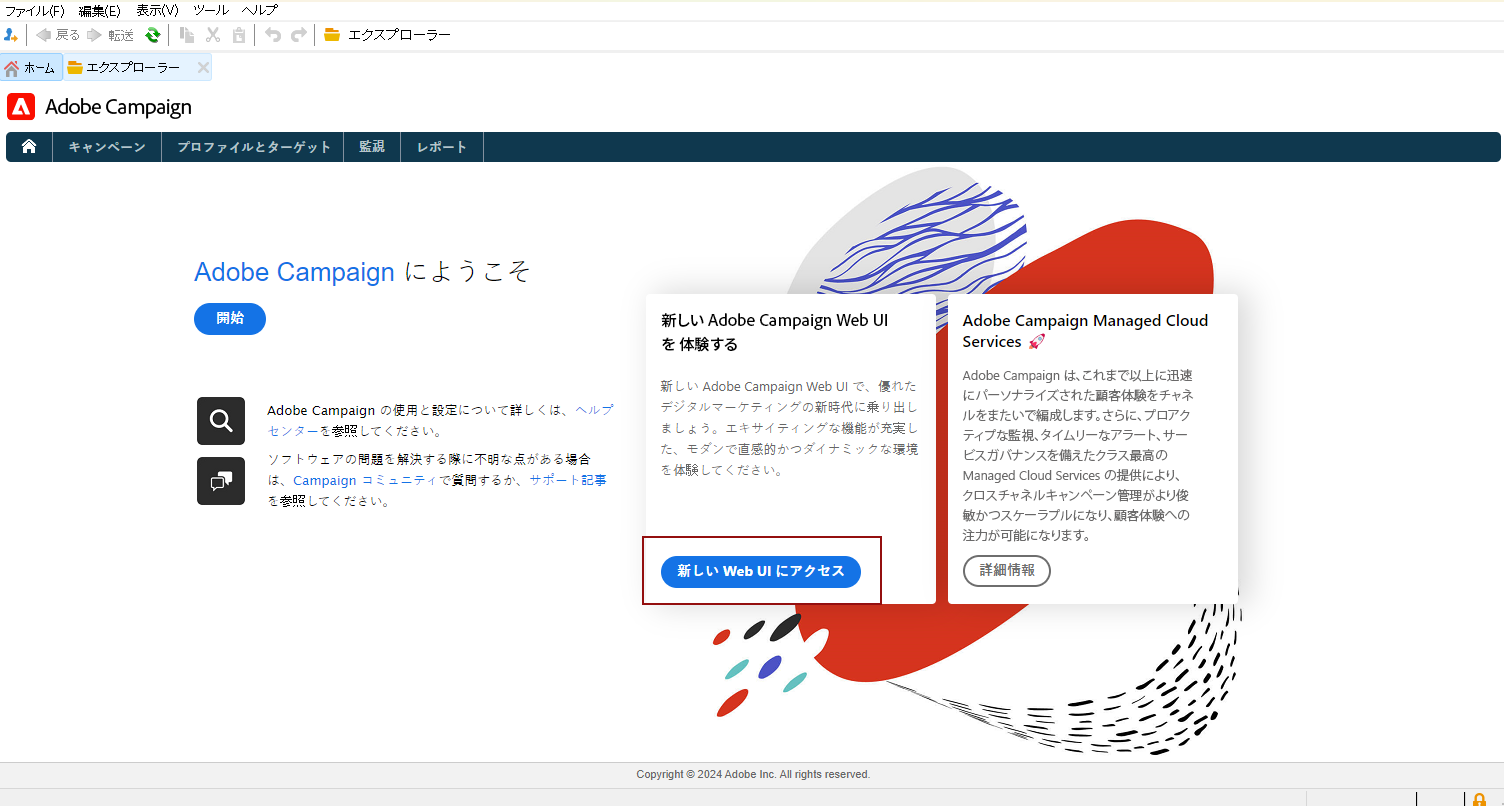 ファイル(F) 編集(E) 表示(V) ツール ヘルプ
戻る 転送 エクスプローラー
ホーム エクスプローラー
Adobe Campaign
キャンペーン プロファイルとターゲット 監視 レポート
Adobe Campaign にようこそ
開始
Adobe Campaign の使用と設定について詳しくは、ヘルプ
センターを参照してください。
ソフトウェアの問題を解決する際に不明な点がある場合
は、Campaign コミュニティで質問するか、サポート記事
を参照してください。
新しい Adobe Campaign Web UI
を 体験する
新しい Adobe Campaign Web UI で、優れた
デジタルマーケティングの新時代に乗り出し
ましょう。エキサイティングな機能が充実し
た、モダンで直感的かつダイナミックな環境
を体験してください。
新しい Web UI にアクセス
Adobe Campaign Managed Cloud
Services 🚀
Adobe Campaign は、これまで以上に迅速
にパーソナライズされた顧客体験をチャネ
ルをまたいで編成します。さらに、プロアク
ティブな監視、タイムリーなアラート、サー
ビスガバナンスを備えたクラス最高の
Managed Cloud Services の提供により、
クロスチャネルキャンペーン管理がより俊
敏かつスケーラブルになり、顧客体験への
注力が可能になります。
詳細情報
Copyright © 2024 Adobe Inc. All rights reserved.